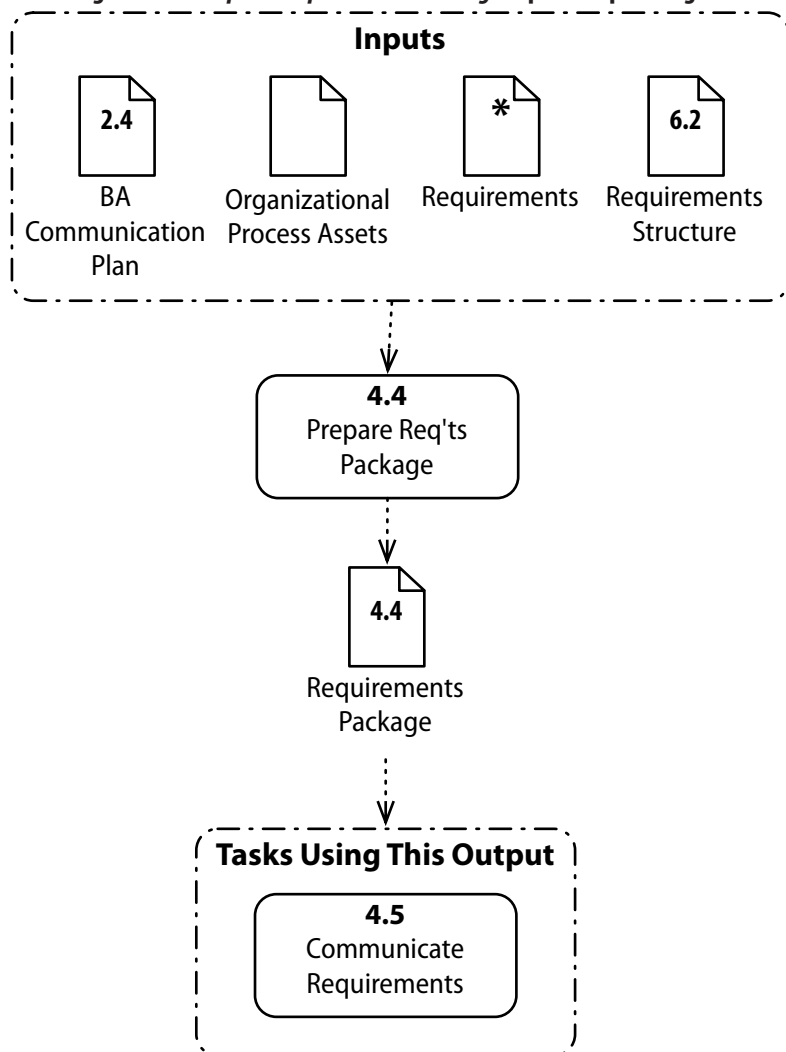 Inputs
2.4
BA
Communication
Plan
Organizational
Process Assets
*
Requirements
6.2
Requirements
Structure
4.4
Prepare Req'ts
Package
4.4
Requirements
Package
Tasks Using This Output
4.5
Communicate
Requirements